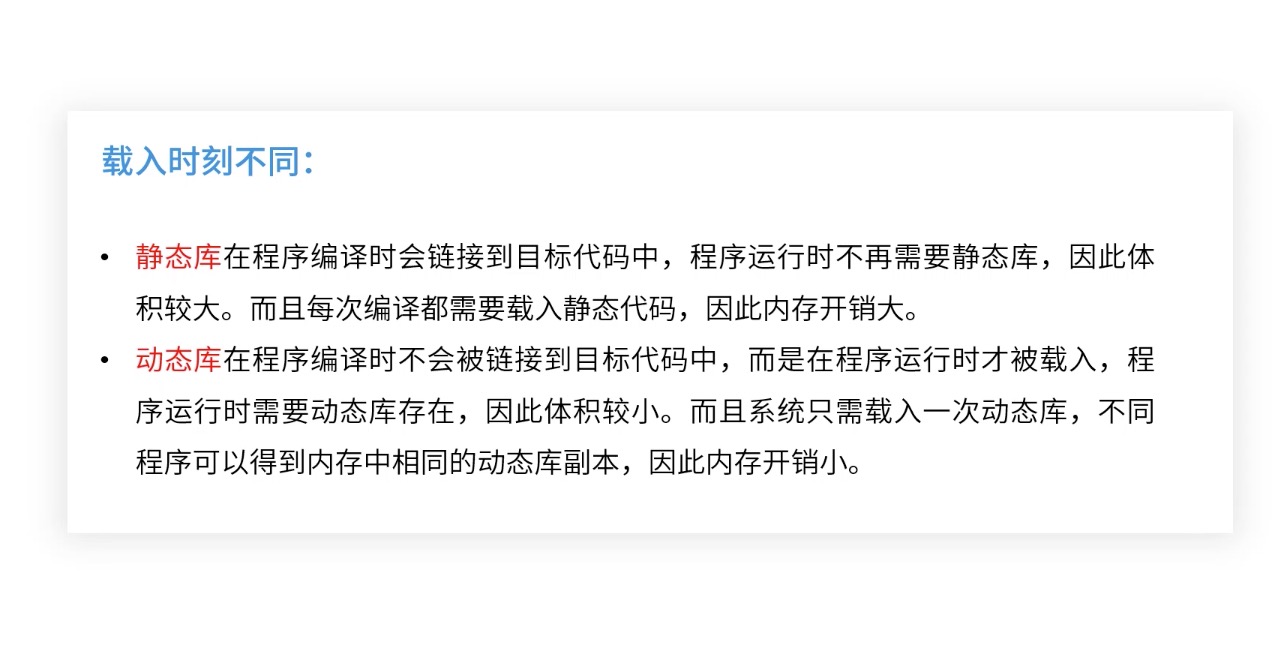 载入时刻不同：
• 静态库在程序编译时会链接到目标代码中，程序运行时不再需要静态库，因此体
积较大。而且每次编译都需要载入静态代码，因此内存开销大。
• 动态库在程序编译时不会被链接到目标代码中，而是在程序运行时才被载入，程
序运行时需要动态库存在，因此体积较小。而且系统只需载入一次动态库，不同
程序可以得到内存中相同的动态库副本，因此内存开销小。